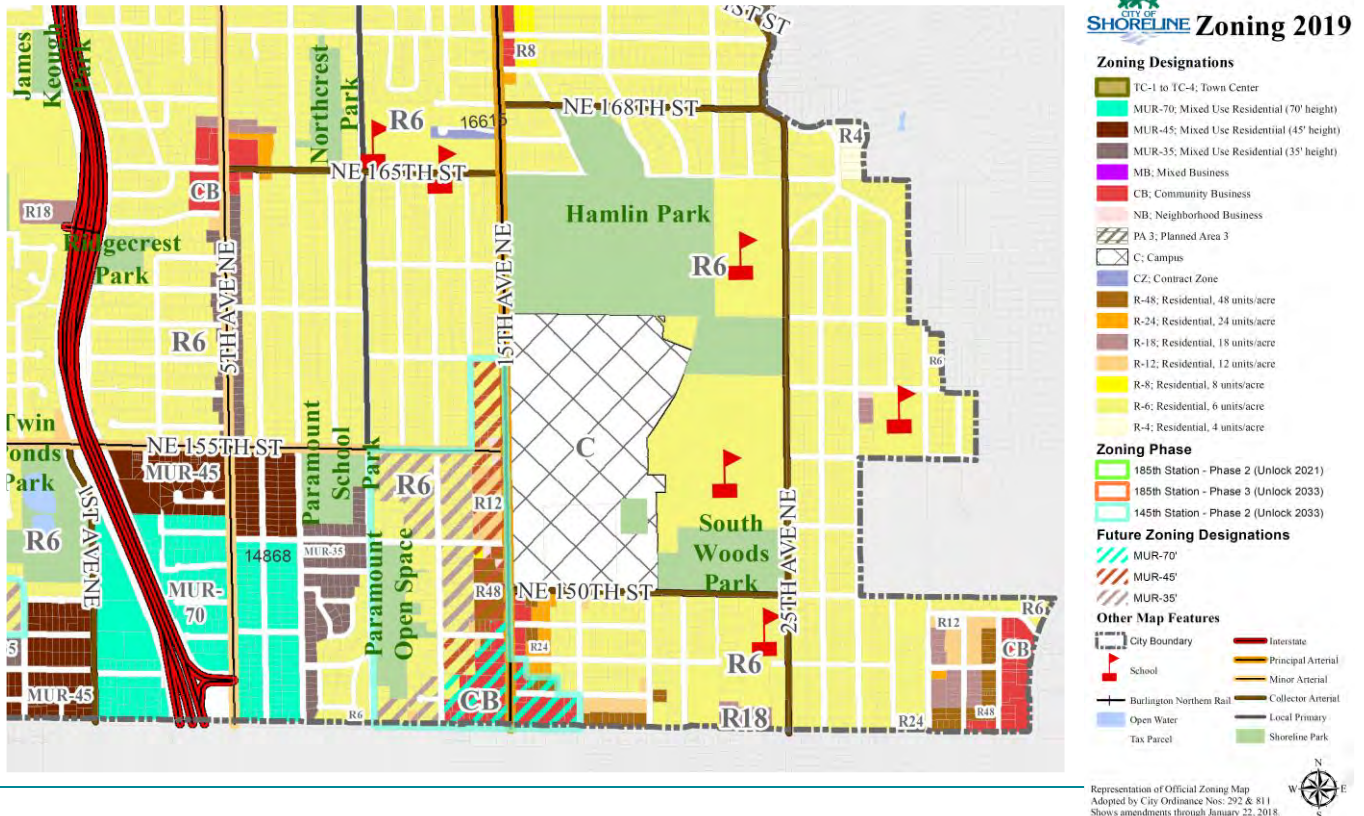 1ST ST
James
Keough
Park
Northcrest
Park
R8
NE 168TH ST
R6
16615
R4
NE 165TH ST
CB
R18
Hamlin Park
Ridgecrest
Park
R6
5TH AVE NE
15TH AVE NE
R6
R6
Twin
Ponds
Park
NE 155TH ST
MUR-45
Paramount
School
Park
C
R6
R12
1ST AVE NE
R6
14868
MUR-35
South
Woods
Park
25TH AVE NE
MUR-
70
Paramount
Open Space
R48
NE 150TH ST
R6
R12
R24
CB
5
R6
MUR-45
CB
R6
R18
R24
R48
CITY OF
SHORELINE Zoning 2019
Zoning Designations
TC-1 to TC-4; Town Center
MUR-70; Mixed Use Residential (70' height)
MUR-45; Mixed Use Residentiial (45' height)
MUR-35; Mixed Use Residential (35' height)
MB; Mixed Business
CB; Community Business
NB; Neighborhood Business
PA 3; Planned Area 3
C; Campus
CZ; Contract Zone
R-48; Residential, 48 units/acre
R-24; Residential, 24 units/acre
R-18; Residential, 18 units/acre
R-12; Residential, 12 units/acre
R-8; Residential, 8 units/acre
R-6; Residential, 6 units/acre
R-4; Residential, 4 units/acre
Zoning Phase
185th Station - Phase 2 (Unlock 2021)
185th Station - Phase 3 (Unlock 2033)
145th Station - Phase 2 (Unlock 2033)
Future Zoning Designations
MUR-70'
MUR-45'
MUR-35'
Other Map Features
City Boundary
Interstate
School
Principal Arterial
Minor Arterial
Burlington Northern Rail
Collector Arterial
Open Water
Local Primary
Tax Parcel
Shoreline Park
N
W E
S
Representation of Official Zoning Map
Adopted by City Ordinance Nos: 292 & 811
Shows amendments through January 22, 2018.